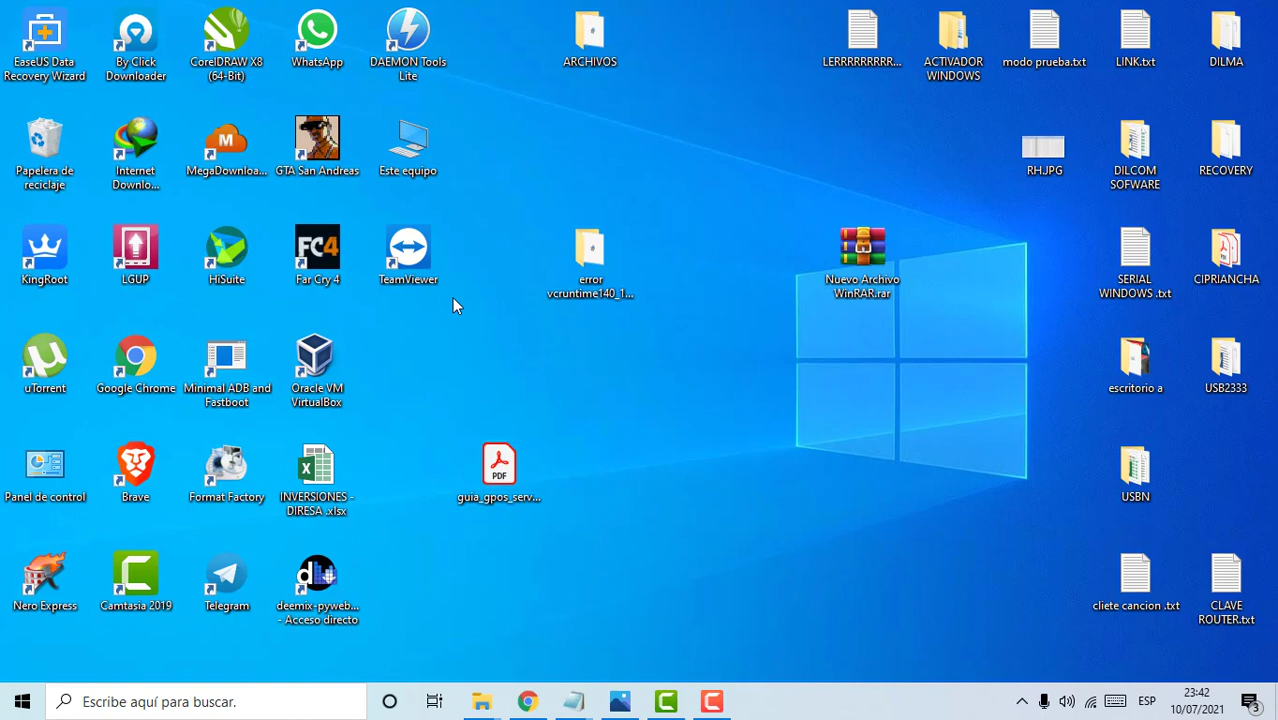 EaseUS Data
Recovery Wizard
By Click
Downloader
CorelDRAW X8
(64-Bit)
WhatsApp
DAEMON Tools
Lite
ARCHIVOS
LERRRRRRRRR...
ACTIVADOR
WINDOWS
modo prueba.txt
LINK.txt
DILMA
Papelera de
reciclaje
Internet
Downlo...
M
MegaDownloa...
GTA San Andreas
Este equipo
RH.JPG
DILCOM
SOFWARE
RECOVERY
KingRoot
LGUP
HiSuite
FC4
Far Cry 4
TeamViewer
error
vcruntime140_1...
Nuevo Archivo
WinRAR.rar
SERIAL
WINDOWS .txt
CIPRIANCHA
uTorrent
Google Chrome
Minimal ADB and
Fastboot
Oracle VM
VirtualBox
escritorio a
USB2333
Panel de control
Brave
Format Factory
INVERSIONES -
DIRESA .xlsx
PDF
guia_gpos_serv...
USBN
Nero Express
Camtasia 2019
Telegram
deemix-pyweb...
- Acceso directo
cliete cancion .txt
CLAVE
ROUTER.txt
Escribe aquí para buscar.
ESP
23:42
10/07/2021
3